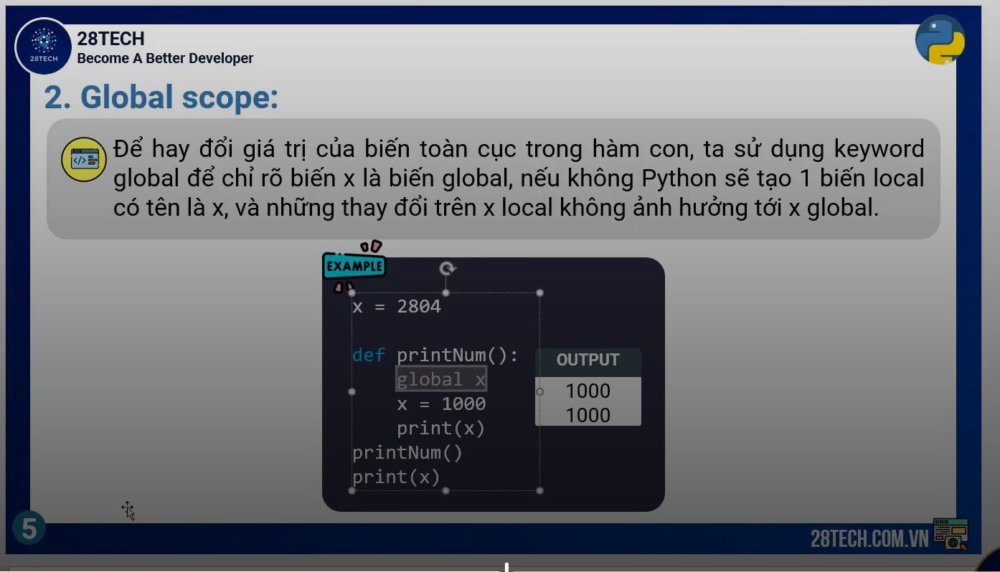 28TECH
Become A Better Developer
28TECH
2. Global scope:
Để hay đổi giá trị của biến toàn cục trong hàm con, ta sử dụng keyword
global để chỉ rõ biến x là biến global, nếu không Python sẽ tạo 1 biến local
có tên là x, và những thay đổi trên x local không ảnh hưởng tới x global.
EXAMPLE
x = 2804
def printNum():
global x
x = 1000
print(x)
printNum()
print(x)
OUTPUT
1000
1000
5
28TECH.COM.VN